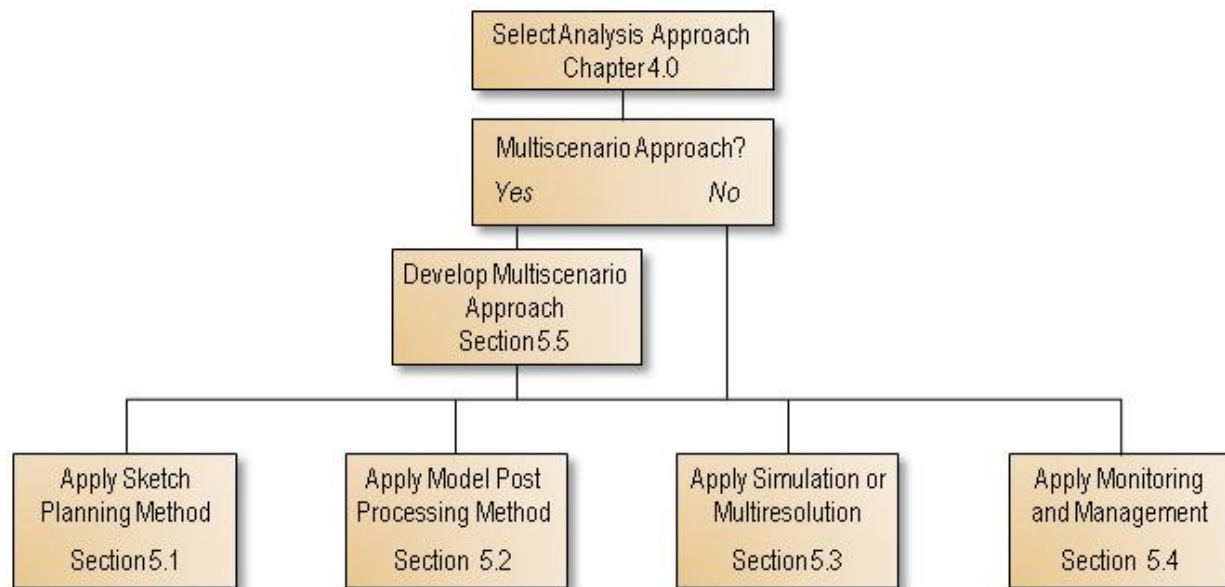 Select Analysis Approach
Chapter 4.0
Multiscenario Approach?
Yes No
Develop Multiscenario
Approach
Section 5.5
Apply Sketch
Planning Method
Section 5.1
Apply Model Post
Processing Method
Section 5.2
Apply Simulation or
Multiresolution
Section 5.3
Apply Monitoring
and Management
Section 5.4